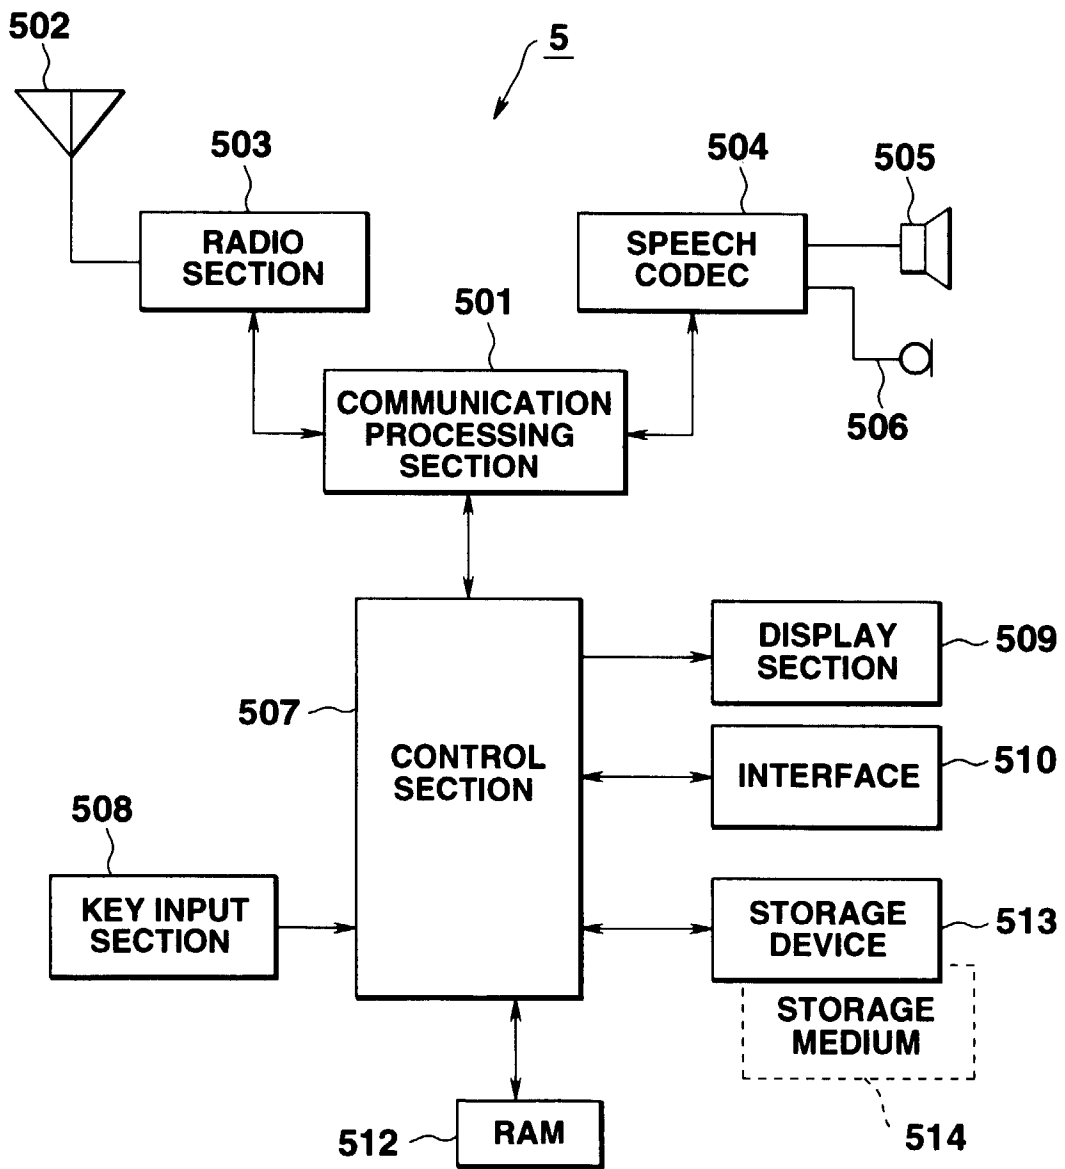 502
5
503
504
505
RADIO
SECTION
SPEECH
CODEC
501
COMMUNICATION
PROCESSING
SECTION
506
DISPLAY
SECTION
509
507
CONTROL
SECTION
INTERFACE
510
508
KEY INPUT
SECTION
STORAGE
DEVICE
513
STORAGE
MEDIUM
512
RAM
514